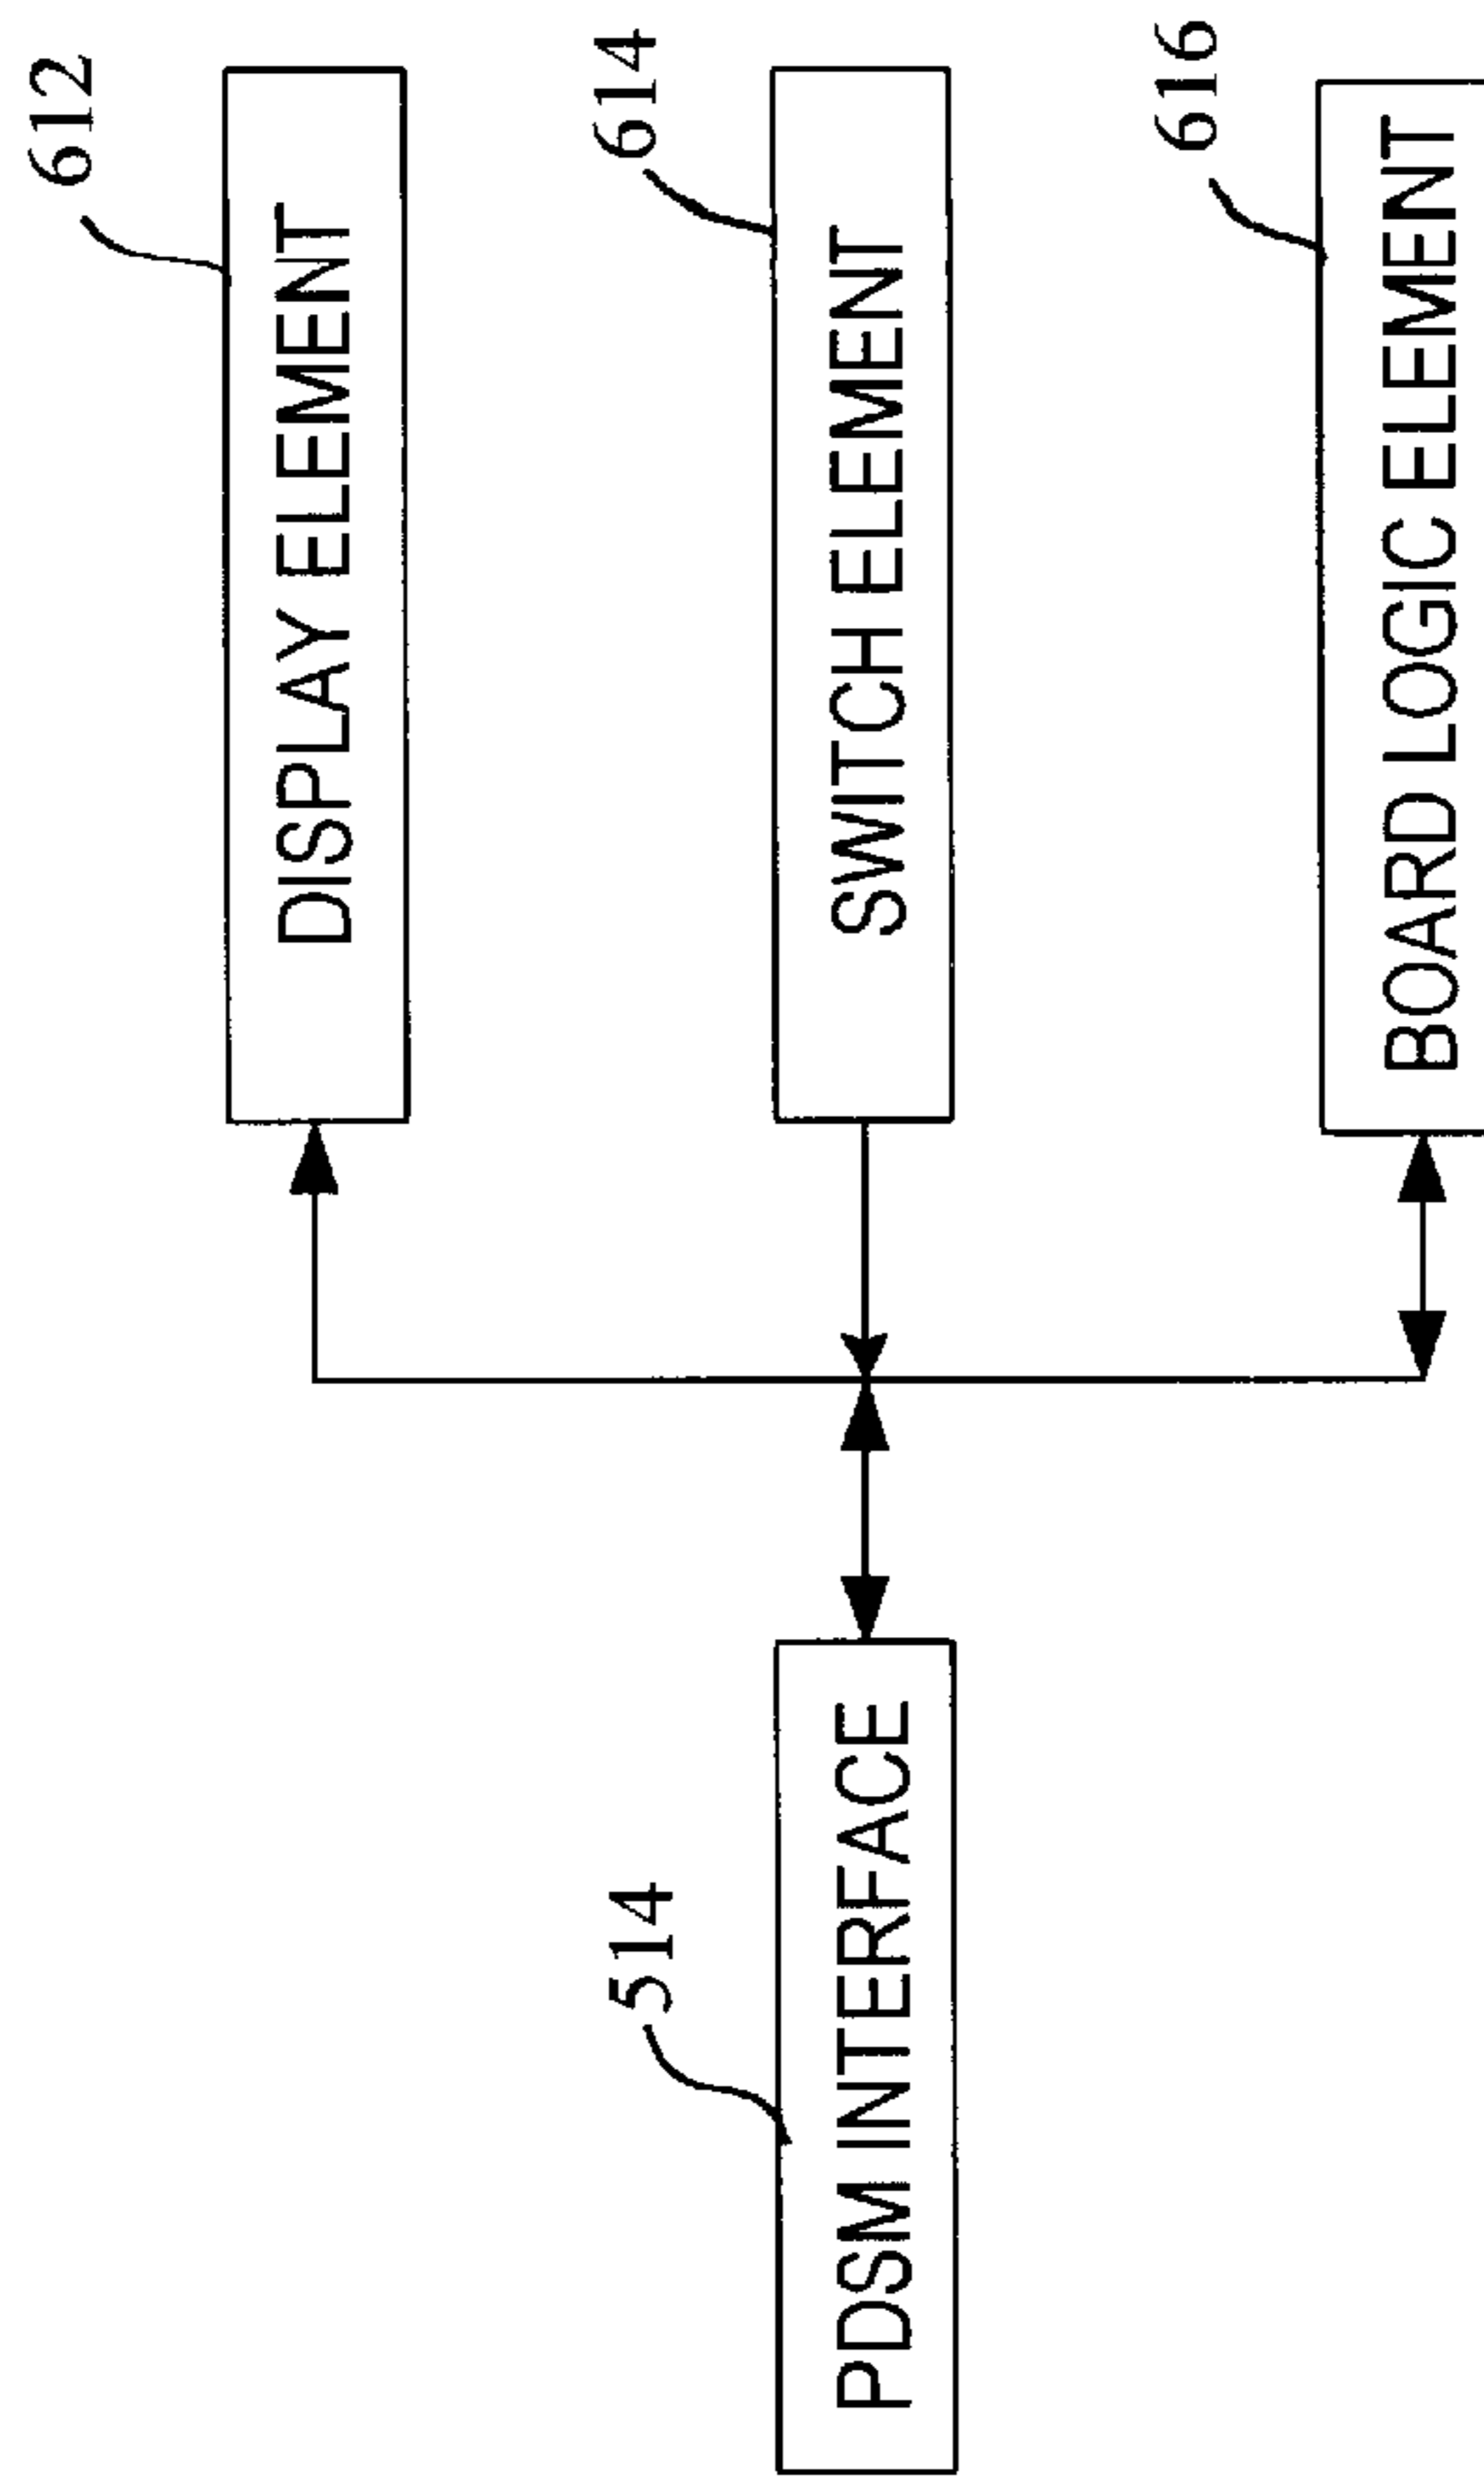 612
DISPLAY ELEMENT
614
SWITCH ELEMENT
514
PDSM INTERFACE
616
BOARD LOGIC ELEMENT